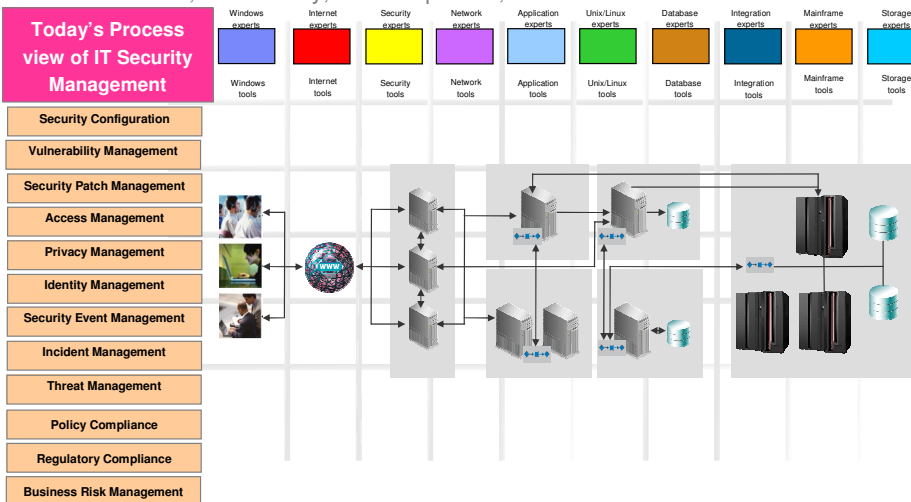 Today's Process
view of IT Security
Management
Windows
experts
Internet
experts
Security
experts
Network
experts
Application
experts
Unix/Linux
experts
Database
experts
Integration
experts
Mainframe
experts
Storage
experts
Windows
tools
Internet
tools
Security
tools
Network
tools
Application
tools
Unix/Linux
tools
Database
tools
Integration
tools
Mainframe
tools
Storage
tools
Security Configuration
Vulnerability Management
Security Patch Management
Access Management
Privacy Management
Identity Management
Security Event Management
Incident Management
Threat Management
Policy Compliance
Regulatory Compliance
Business Risk Management
WWW